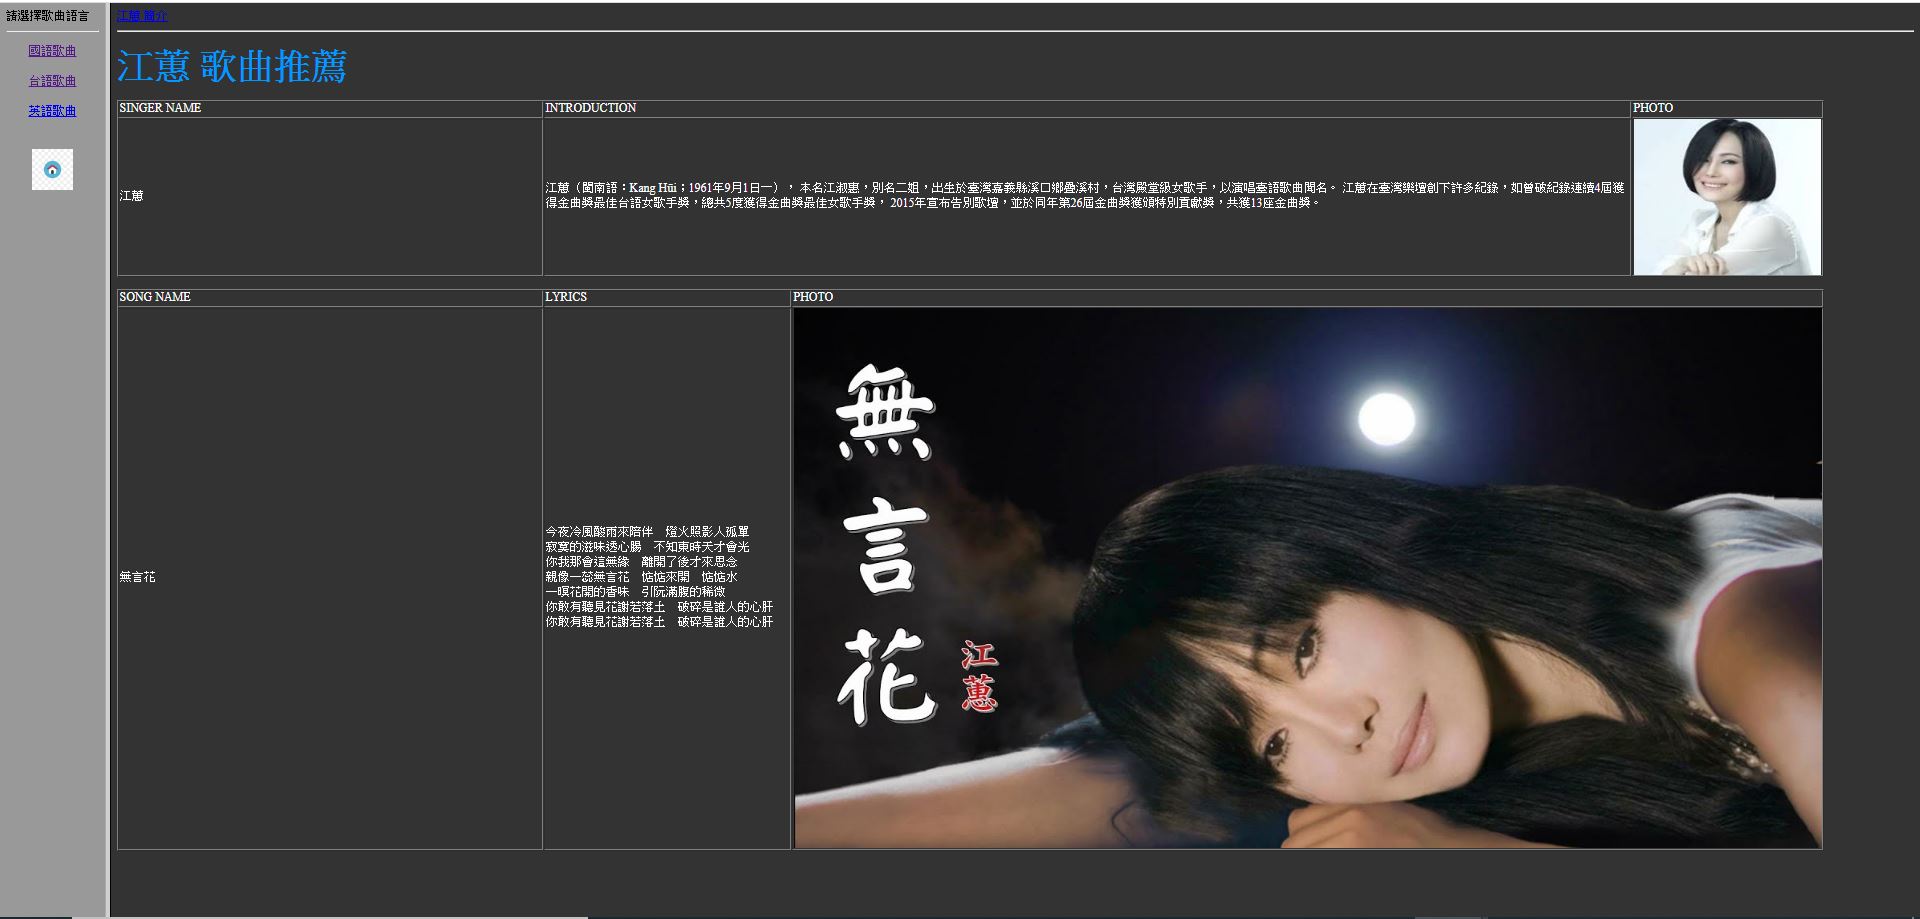 請選擇歌曲語言
國語歌曲
台語歌曲
英語歌曲
江蕙 簡介
江蕙 歌曲推薦
SINGER NAME
INTRODUCTION
PHOTO
江蕙
江蕙（閩南語：Kang Hūi；1961年9月1日—）， 本名江淑惠，別名二姐，出生於臺灣嘉義縣溪口鄉疊溪村，台灣殿堂級女歌手，以演唱臺語歌曲聞名。 江蕙在臺灣樂壇創下許多紀錄，如曾破紀錄連續4屆獲
得金曲獎最佳台語女歌手獎，總共5度獲得金曲獎最佳女歌手獎， 2015年宣布告別歌壇，並於同年第26屆金曲獎獲頒特別貢獻獎，共獲13座金曲獎。
SONG NAME
LYRICS
PHOTO
無言花
今夜冷風酸雨來陪伴　燈火照影人孤單
寂寞的滋味透心腸　不知東時天才會光
你我那會這無緣　離開了後才來思念
親像一蕊無言花　惦惦來開　惦惦水
一暝花開的香味　引阮滿腹的稀微
你敢有聽見花謝若落土　破碎是誰人的心肝
你敢有聽見花謝若落土　破碎是誰人的心肝
無言花
江蕙